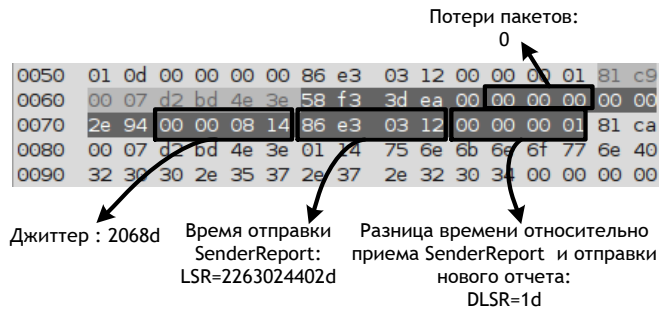 Потери пакетов:
0
0050 01 0d 00 00 00 00 86 e3 03 12 00 00 00 01 81 c9
0060 00 07 d2 bd 4e 3e 58 f3 3d ea 00 00 00 00 00 00
0070 2e 94 00 00 08 14 86 e3 03 12 00 00 00 01 81 ca
0080 00 07 d2 bd 4e 3e 01 14 75 6e 6b 6e 6f 77 6e 40
0090 32 30 30 2e 35 37 2e 37 2e 32 30 34 00 00 00 00
Джиттер : 2068d
Время отправки
SenderReport:
LSR=2263024402d
Разница времени относительно
приема SenderReport и отправки
нового отчета:
DLSR=1d